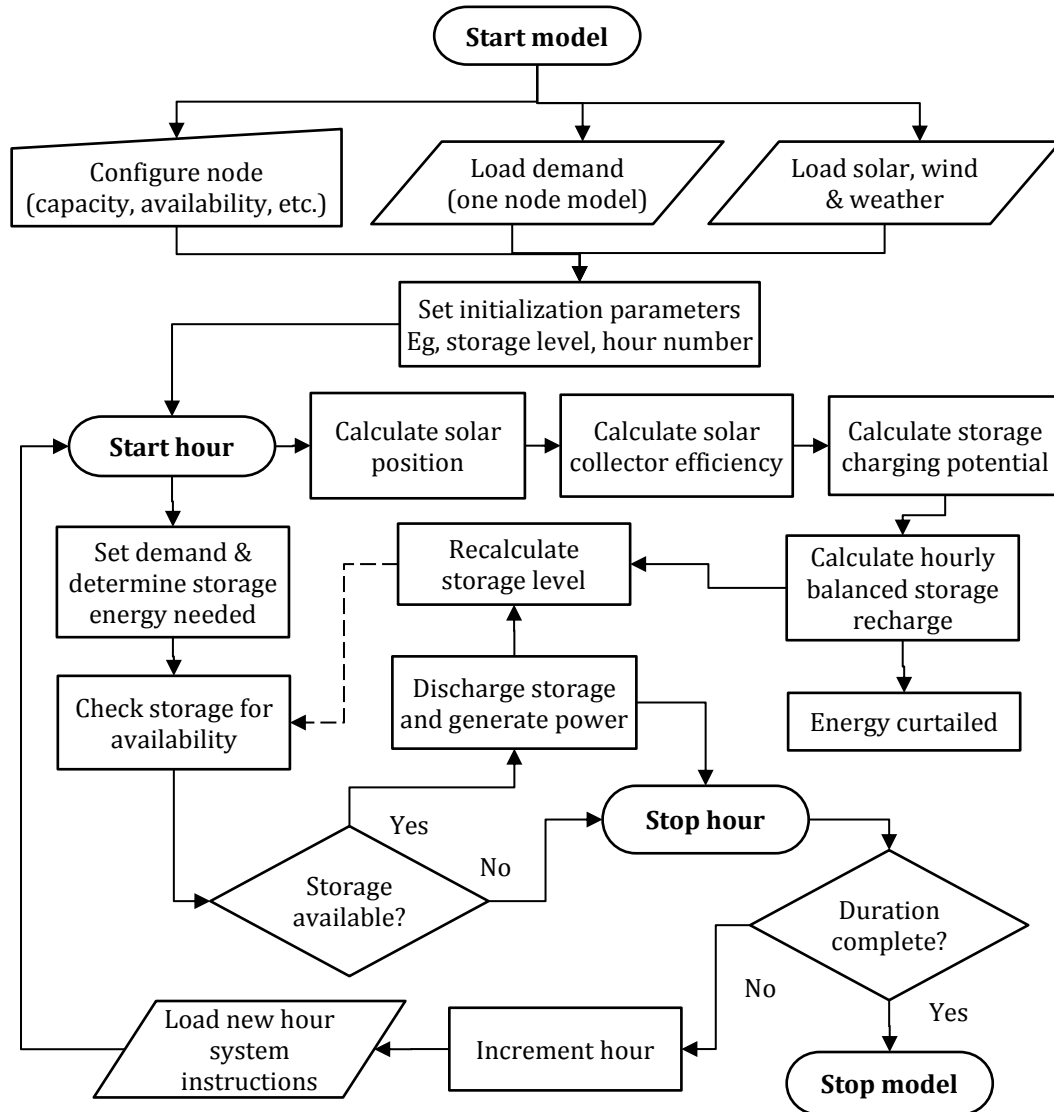 Start model
Configure node
(capacity, availability, etc.)
Load demand
(one node model)
Load solar, wind
& weather
Set initialization parameters
Eg, storage level, hour number
Start hour
Calculate solar
position
Calculate solar
collector efficiency
Calculate storage
charging potential
Set demand &
determine storage
energy needed
Recalculate
storage level
Calculate hourly
balanced storage
recharge
Check storage for
availability
Discharge storage
and generate power
Energy curtailed
Yes
Stop hour
No
Storage
available?
Duration
complete?
No
Yes
Load new hour
system
instructions
Increment hour
Stop model